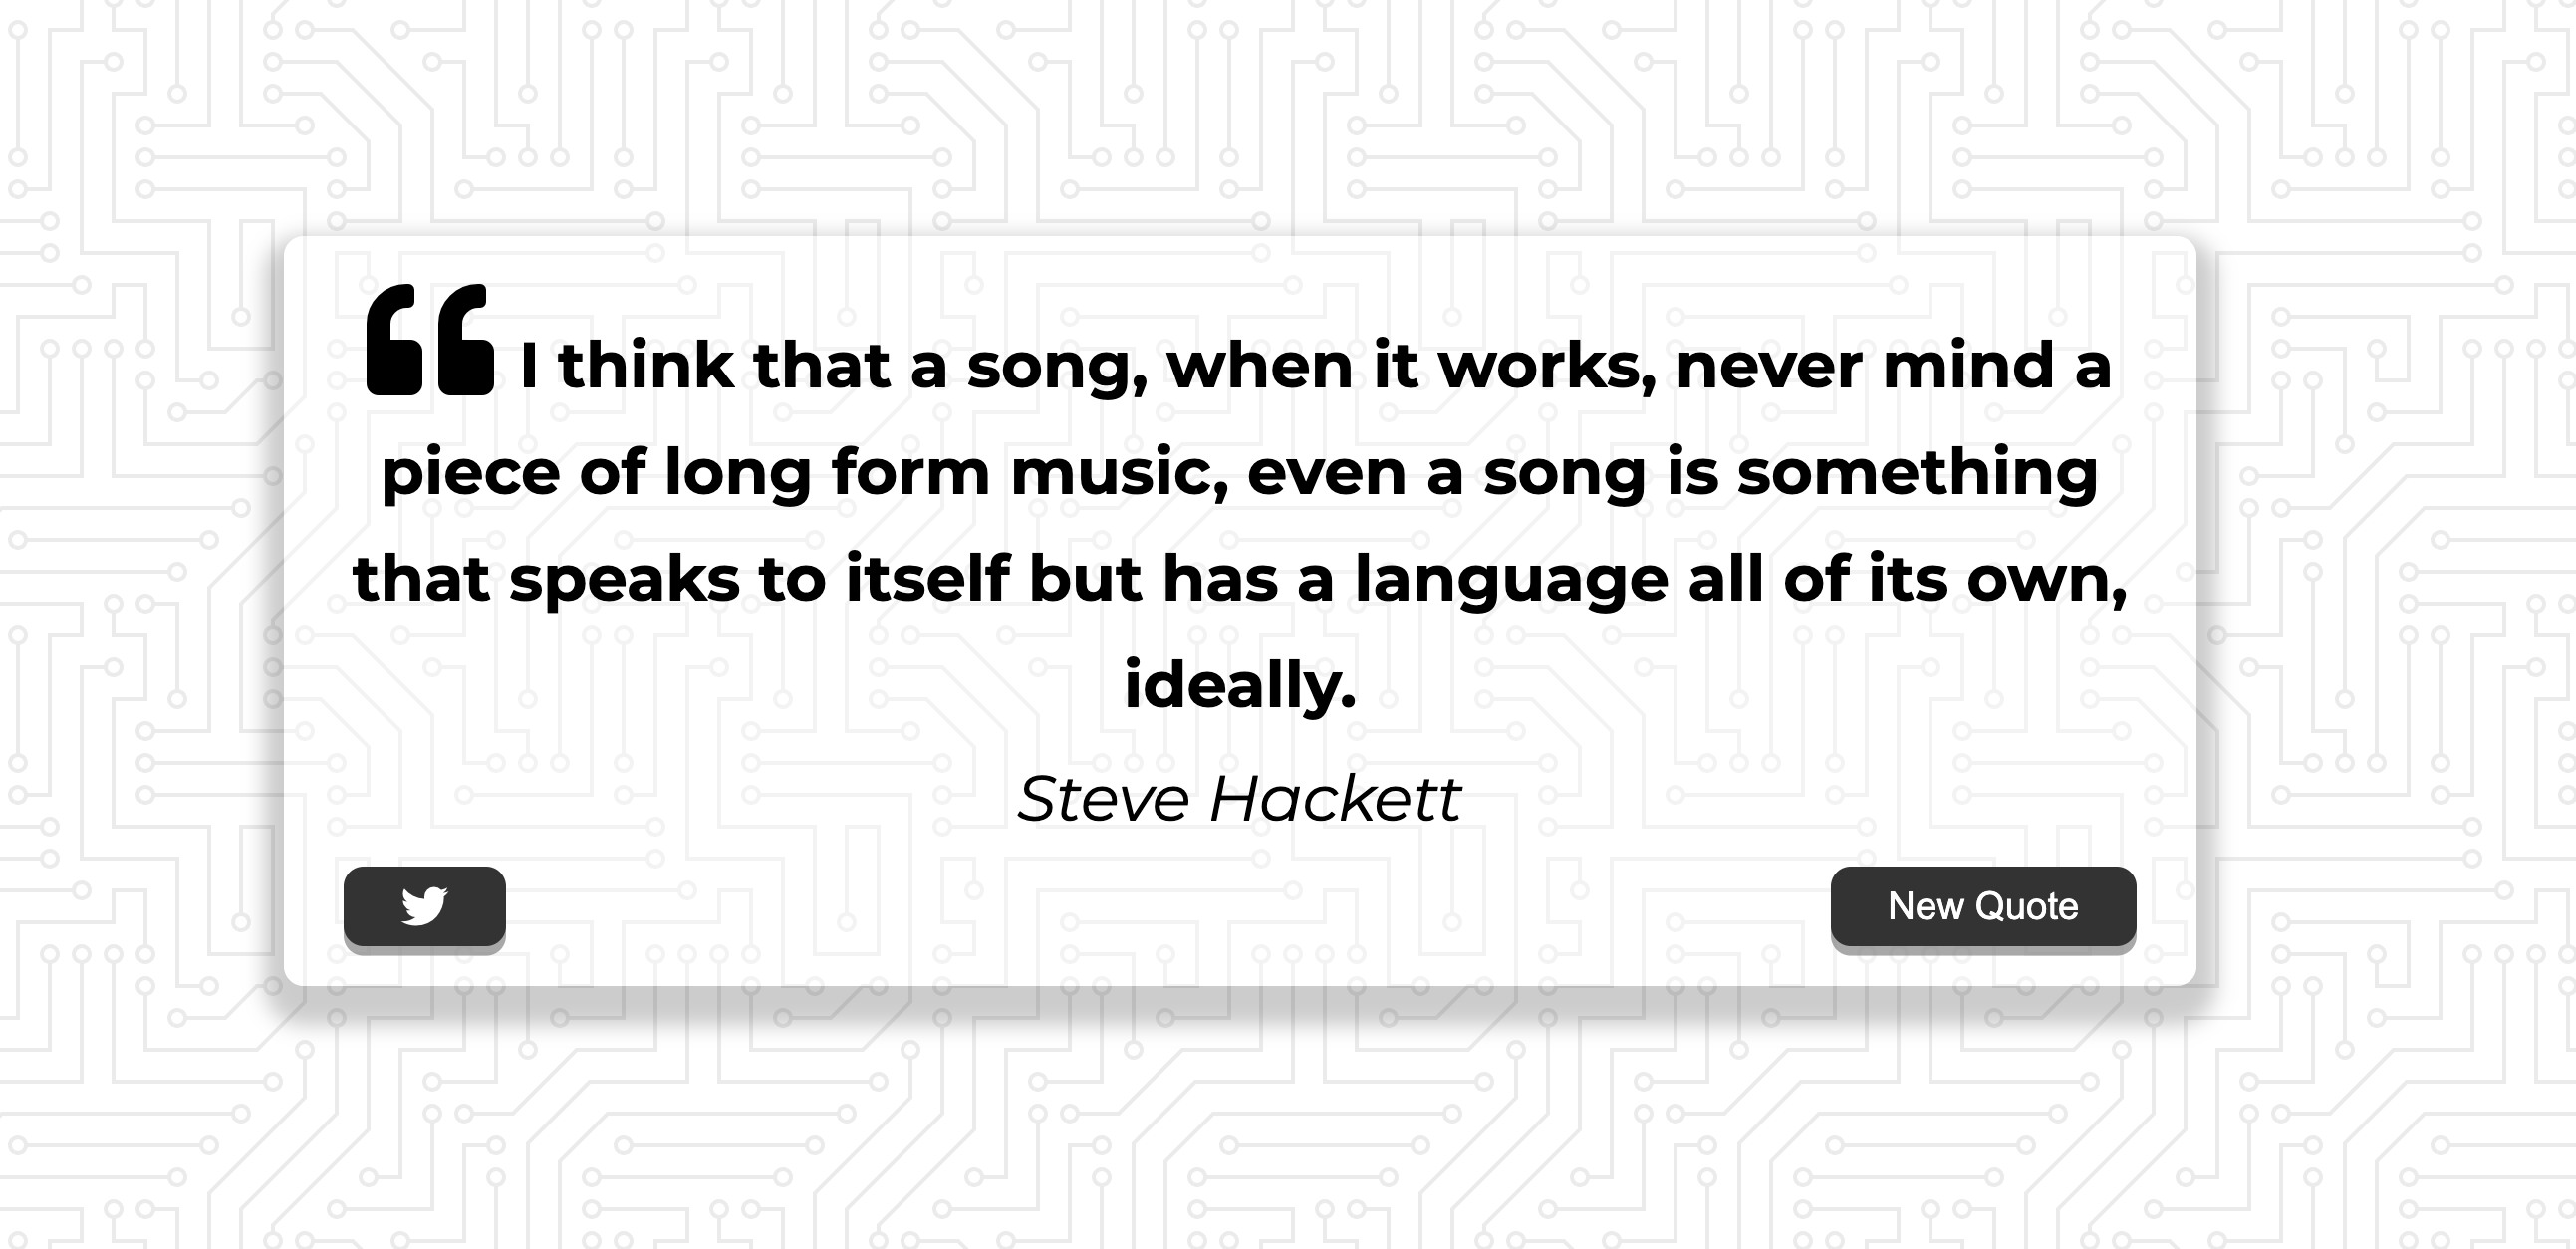 I think that a song, when it works, never mind a
piece of long form music, even a song is something
that speaks to itself but has a language all of its own,
ideally.
Steve Hackett
New Quote